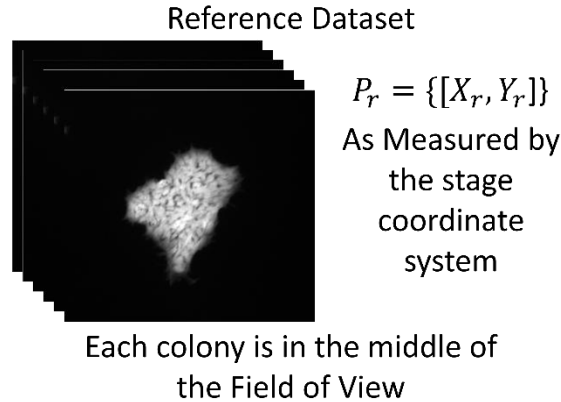 Reference Dataset
P_r = {[X_r, Y_r]}
As Measured by
the stage
coordinate
system
Each colony is in the middle of
the Field of View